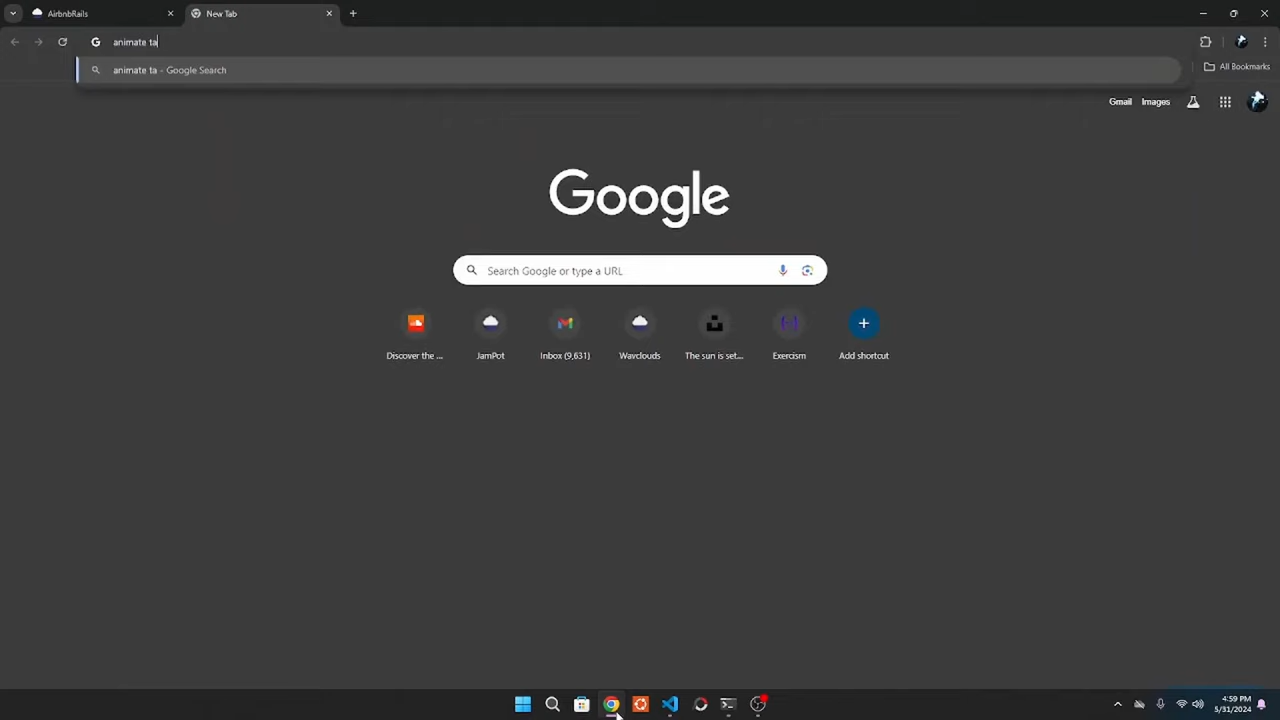 AirbnbRails
New Tab
animate ta
animate ta - Google Search
All Bookmarks
Gmail Images
Google
Search Google or type a URL
Discover the ...
JamPot
Inbox (9,631)
Wavclouds
The sun is set...
Exercism
Add shortcut
4:59 PM
5/31/2024